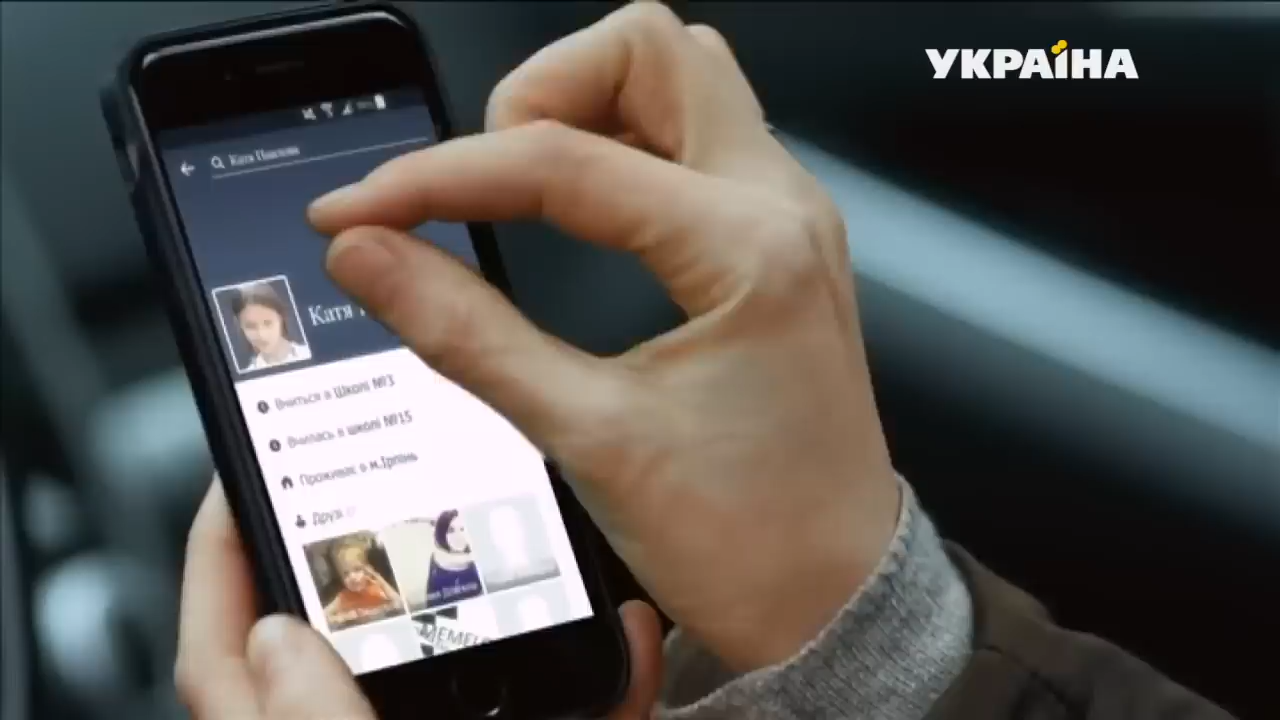 УКРАЇНА
Катя Павлова
Катя
Вчиться в Школі №3
Вчилась в школі №15
Проживає в м.Ірпінь
Друзі